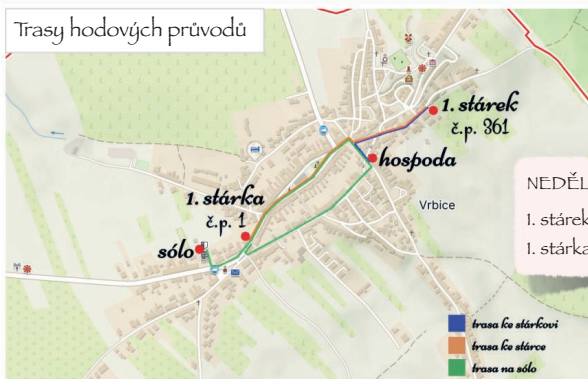 Trasy hodových průvodů
1. stárek
č.p. 361
hospoda
NEDĚL
1. stárek
1. stárka
Vrbice
1. stárka
č.p. 1
sólo
trasa ke stárkovi
trasa ke stárce
trasa na sólo